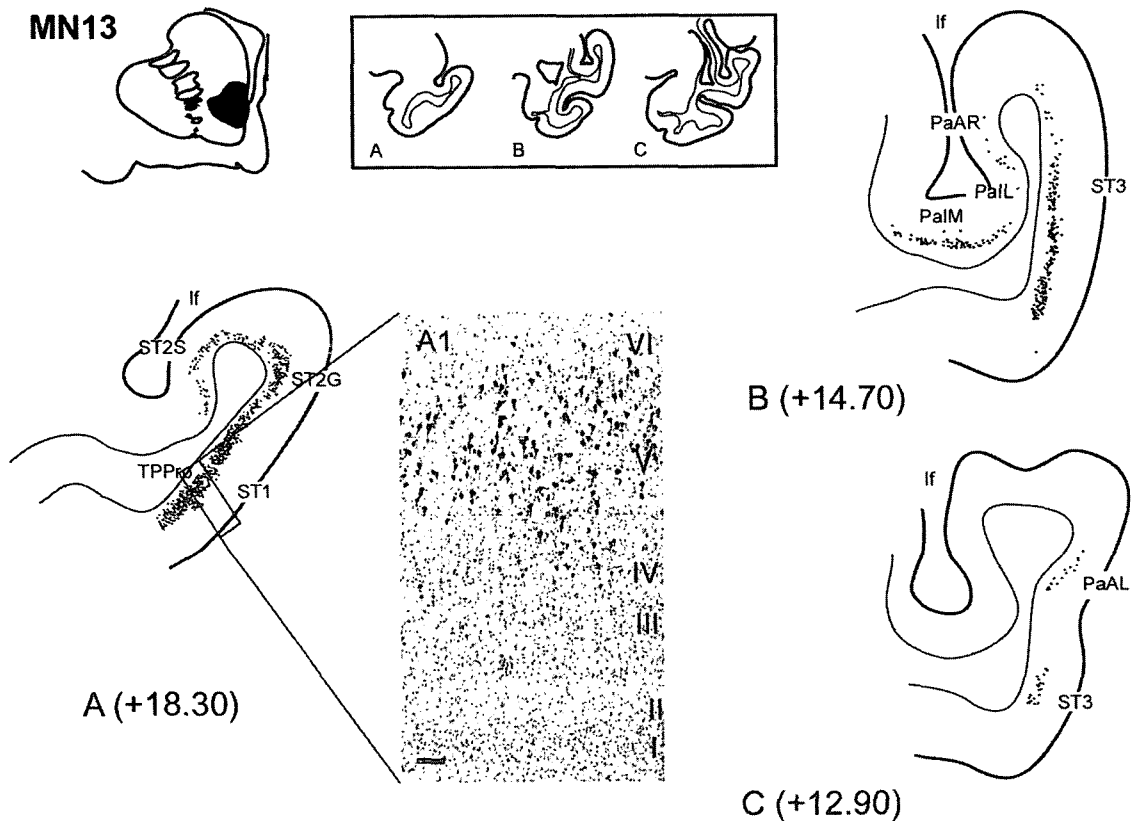 MN13
A
B
C
lf
PaAR
ST3
PaIL
PaIM
B (+14.70)
lf
ST2S
ST2G
TPPro
ST1
A (+18.30)
A1
VI
V
IV
III
II
I
lf
PaAL
ST3
C (+12.90)